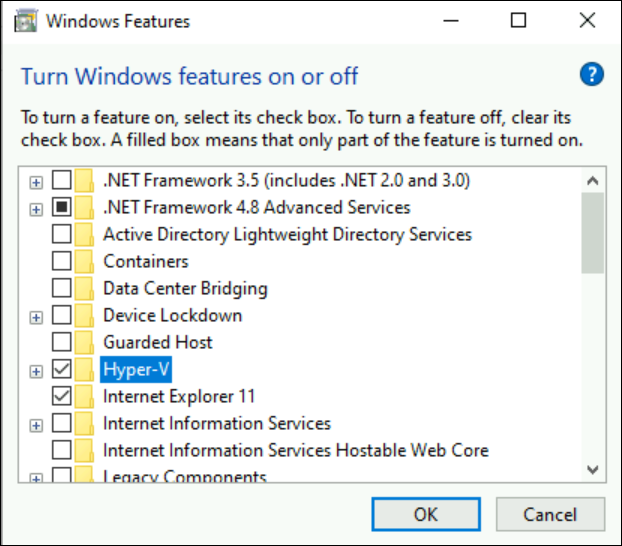 Windows Features
Turn Windows features on or off
?
To turn a feature on, select its check box. To turn a feature off, clear its
check box. A filled box means that only part of the feature is turned on.
.NET Framework 3.5 (includes .NET 2.0 and 3.0)
.NET Framework 4.8 Advanced Services
Active Directory Lightweight Directory Services
Containers
Data Center Bridging
Device Lockdown
Guarded Host
Hyper-V
Internet Explorer 11
Internet Information Services
Internet Information Services Hostable Web Core
Legacy Components
OK Cancel